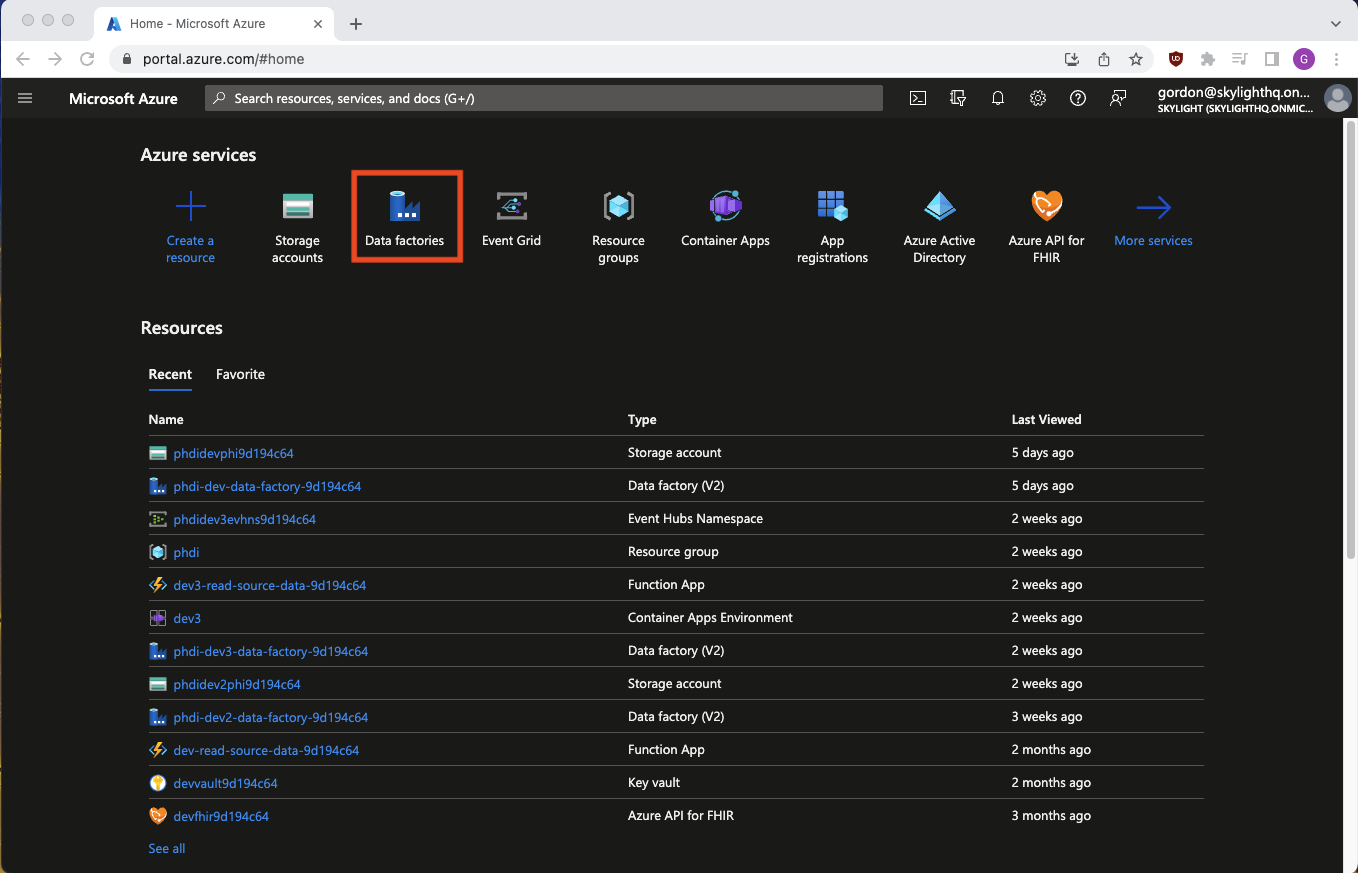 Home - Microsoft Azure
portal.azure.com/#home
G
Microsoft Azure
Search resources, services, and docs (G+/)
gordon@skylighthq.on...
SKYLIGHT (SKYLIGHTHQ.ONMIC...
Azure services
Create a resource
Storage accounts
Data factories
Event Grid
Resource groups
Container Apps
App registrations
Azure Active Directory
Azure API for FHIR
More services
Resources
Recent Favorite
Name Type Last Viewed
phdidevphi9d194c64 Storage account 5 days ago
phdi-dev-data-factory-9d194c64 Data factory (V2) 5 days ago
phdidev3evhns9d194c64 Event Hubs Namespace 2 weeks ago
phdi Resource group 2 weeks ago
dev3-read-source-data-9d194c64 Function App 2 weeks ago
dev3 Container Apps Environment 2 weeks ago
phdi-dev3-data-factory-9d194c64 Data factory (V2) 2 weeks ago
phdidev2phi9d194c64 Storage account 2 weeks ago
phdi-dev2-data-factory-9d194c64 Data factory (V2) 3 weeks ago
dev-read-source-data-9d194c64 Function App 2 months ago
devvault9d194c64 Key vault 2 months ago
devfhir9d194c64 Azure API for FHIR 3 months ago
See all